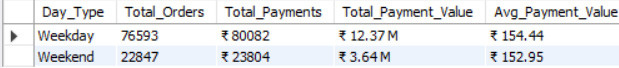 Day_Type Total_Orders Total_Payments Total_Payment_Value Avg_Payment_Value
Weekday 76593 ₹ 80082 ₹ 12.37 M ₹ 154.44
Weekend 22847 ₹ 23804 ₹ 3.64 M ₹ 152.95